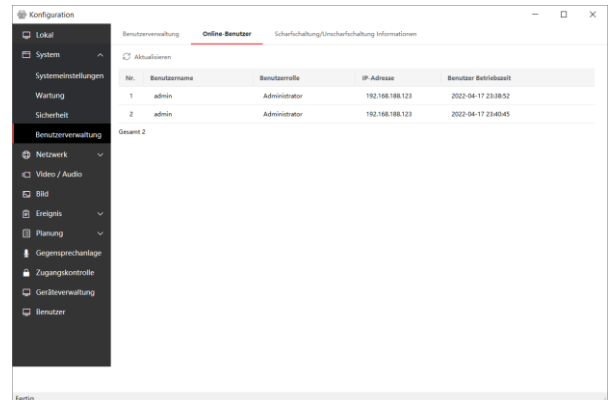 Konfiguration
Lokal
System
Systemeinstellungen
Wartung
Sicherheit
Benutzerverwaltung
Netzwerk
Video / Audio
Bild
Ereignis
Planung
Gegensprechanlage
Zugangskontrolle
Geräteverwaltung
Benutzer
Benutzerverwaltung Online-Benutzer Scharfschaltung/Unscharfschaltung Informationen
Aktualisieren
Nr. Benutzername Benutzerrolle IP-Adresse Benutzer Betriebszeit
1 admin Administrator 192.168.188.123 2022-04-17 23:38:52
2 admin Administrator 192.168.188.123 2022-04-17 23:40:45
Gesamt 2
Fertig